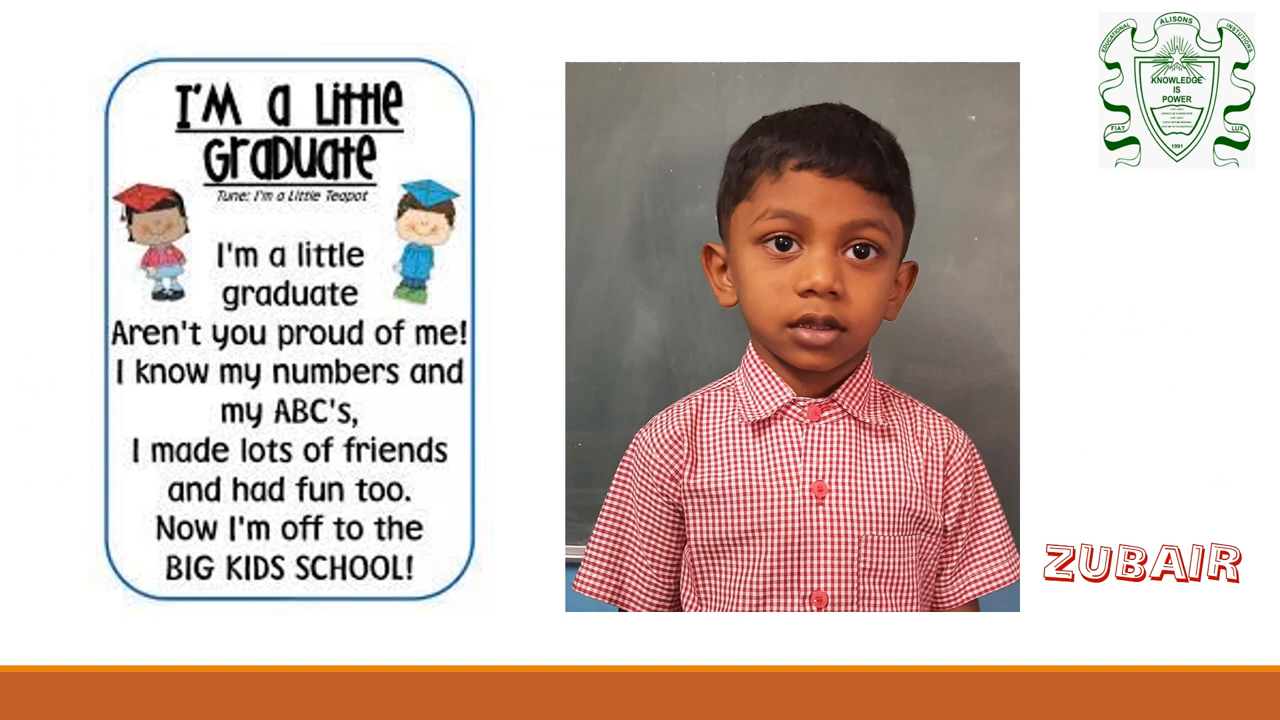 I'M a Little
Graduate
Tune: I'm a Little Teapot
I'm a little
graduate
Aren't you proud of me!
I know my numbers and
my ABC's,
I made lots of friends
and had fun too.
Now I'm off to the
BIG KIDS SCHOOL!
EDUCATIONAL ALISONS INSTITUTIONS
KNOWLEDGE
IS
POWER
FIAT LUX
1991
ZUBAIR